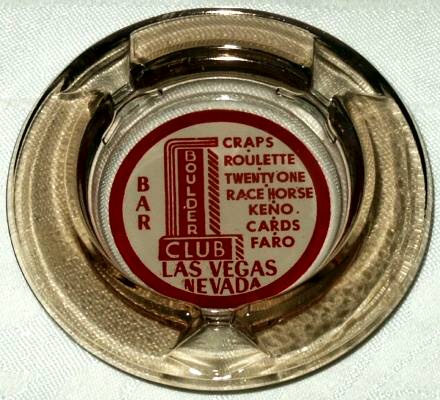 BAR
BOULDER
CLUB
CRAPS
ROULETTE
TWENTY ONE
RACE HORSE
KENO.
CARDS
FARO
LAS VEGAS
NEVADA